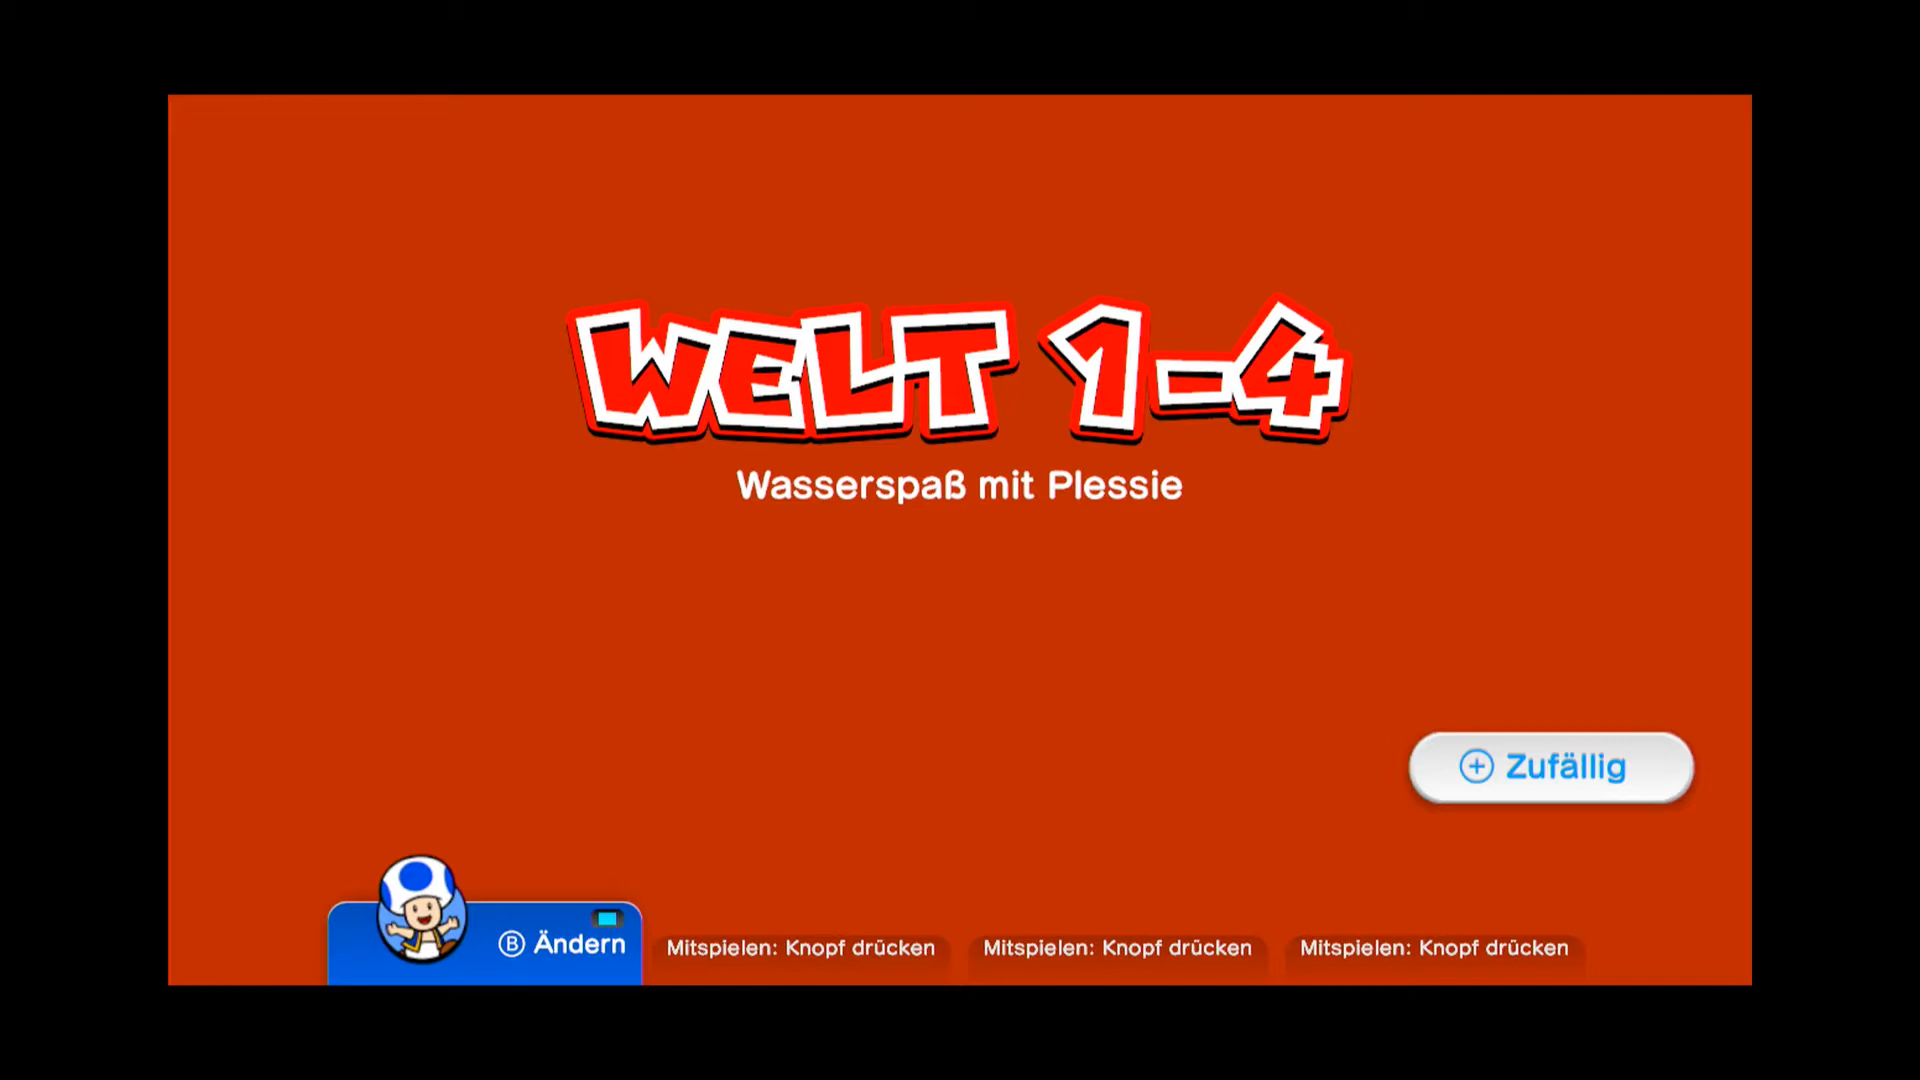 WELT 1-4
Wasserspaß mit Plessie
+ Zufällig
B Ändern
Mitspielen: Knopf drücken
Mitspielen: Knopf drücken
Mitspielen: Knopf drücken